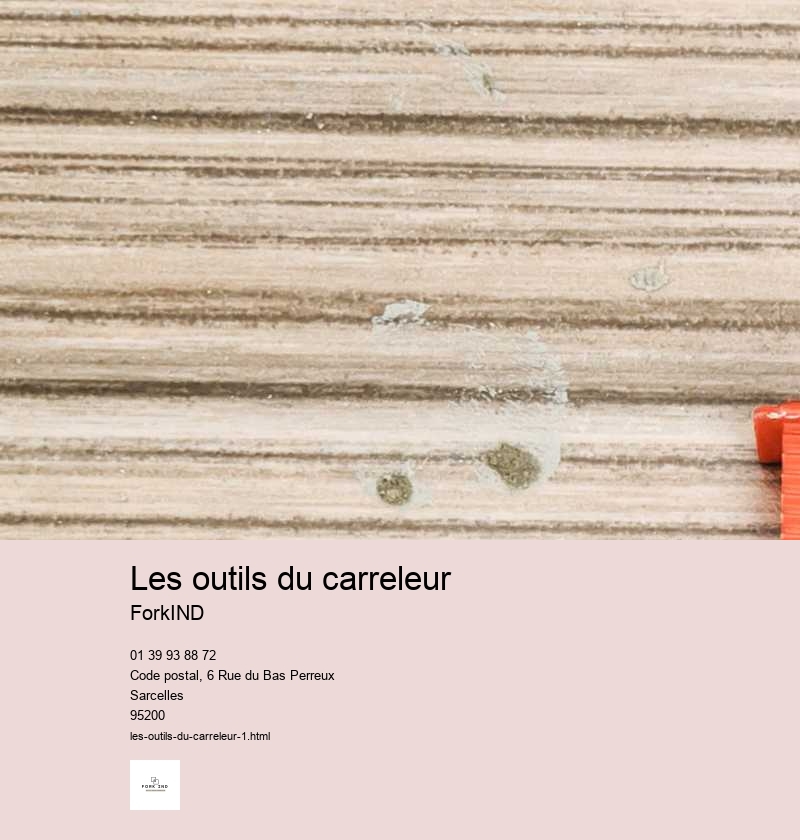 Les outils du carreleur
ForkIND
01 39 93 88 72
Code postal, 6 Rue du Bas Perreux
Sarcelles
95200
les-outils-du-carreleur-1.html
FORK IND